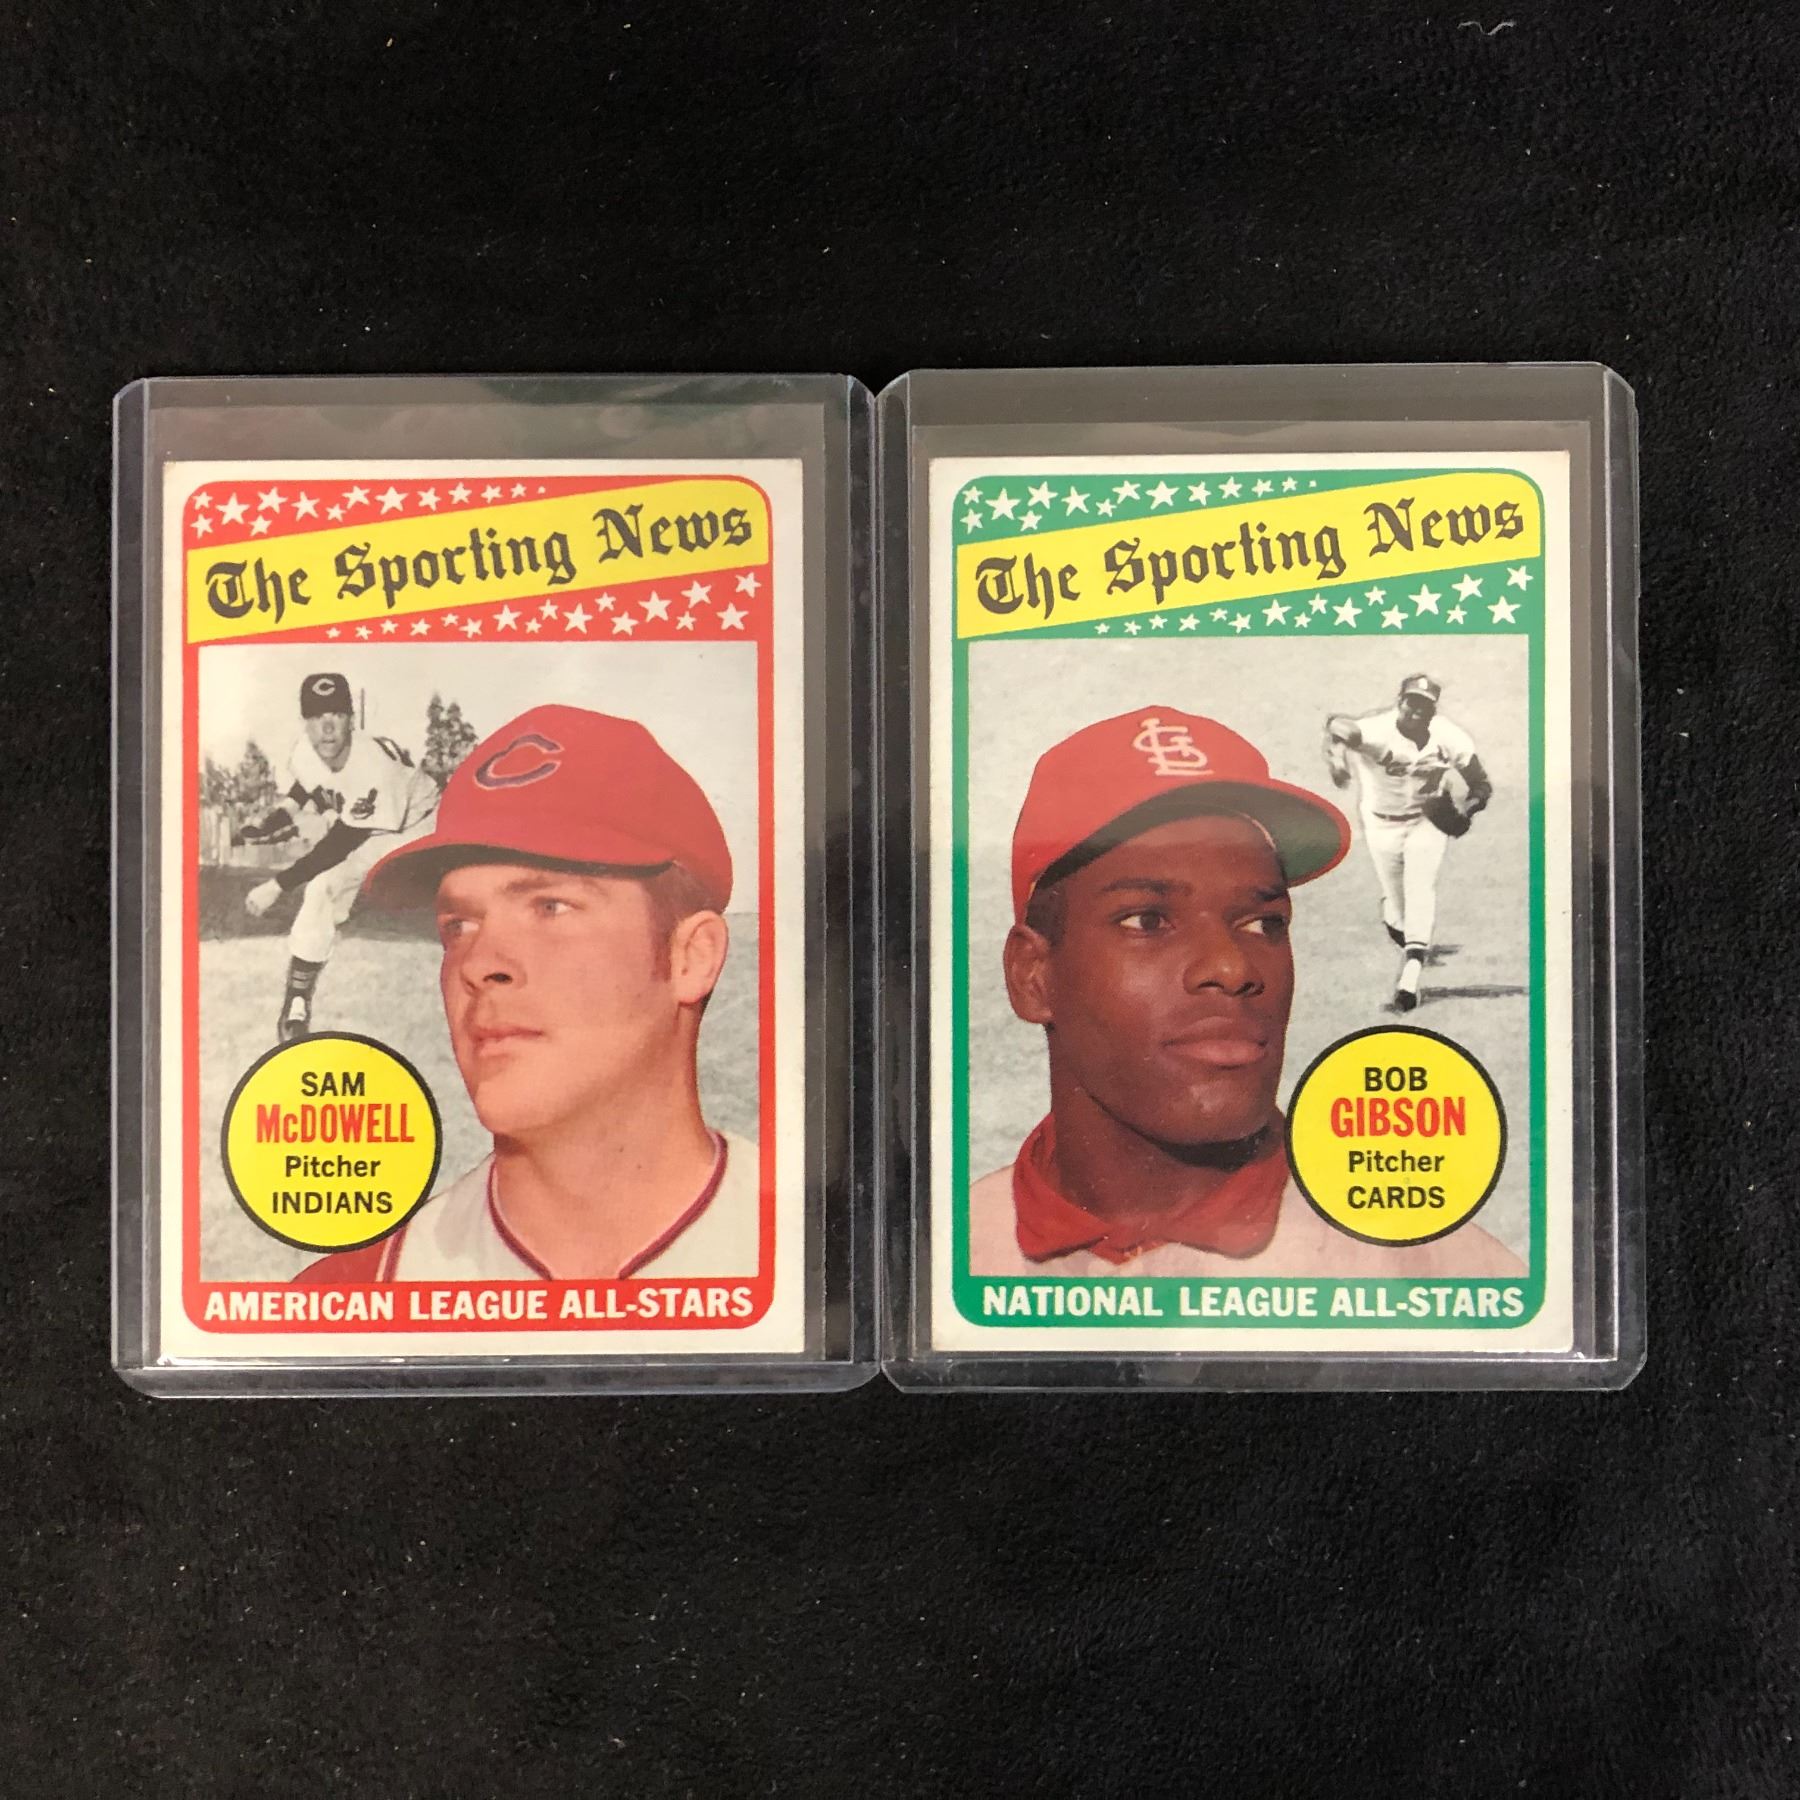 The Sporting News
C
C
SAM
McDOWELL
Pitcher
INDIANS
AMERICAN LEAGUE ALL-STARS
The Sporting News
STL
BOB
GIBSON
Pitcher
CARDS
NATIONAL LEAGUE ALL-STARS